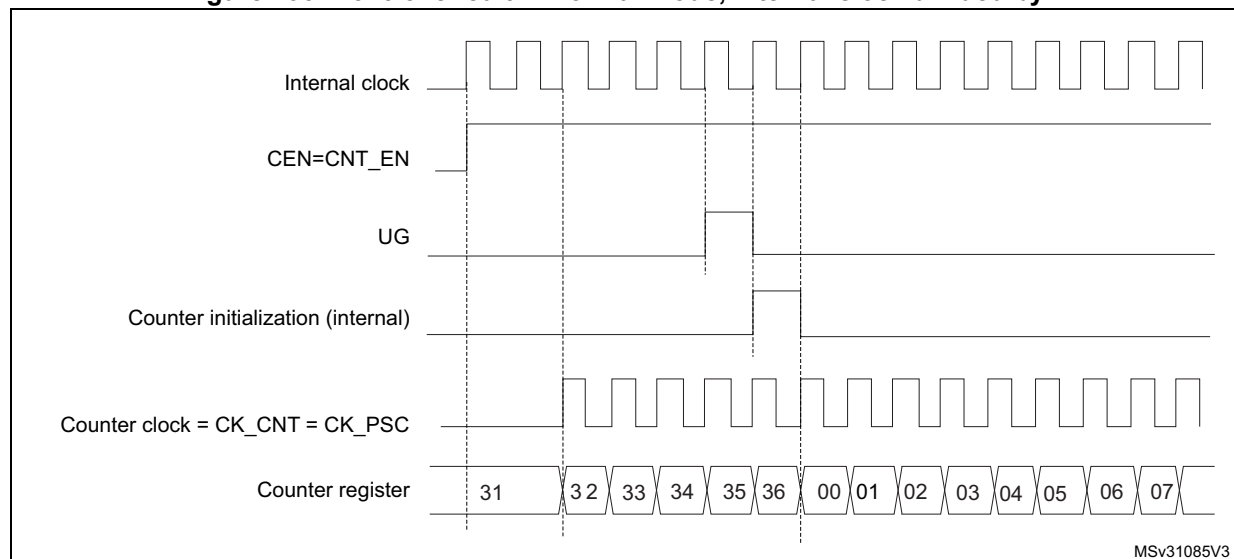 Internal clock
CEN=CNT_EN
UG
Counter initialization (internal)
Counter clock = CK_CNT = CK_PSC
Counter register 31 32 33 34 35 36 00 01 02 03 04 05 06 07
MSv31085V3